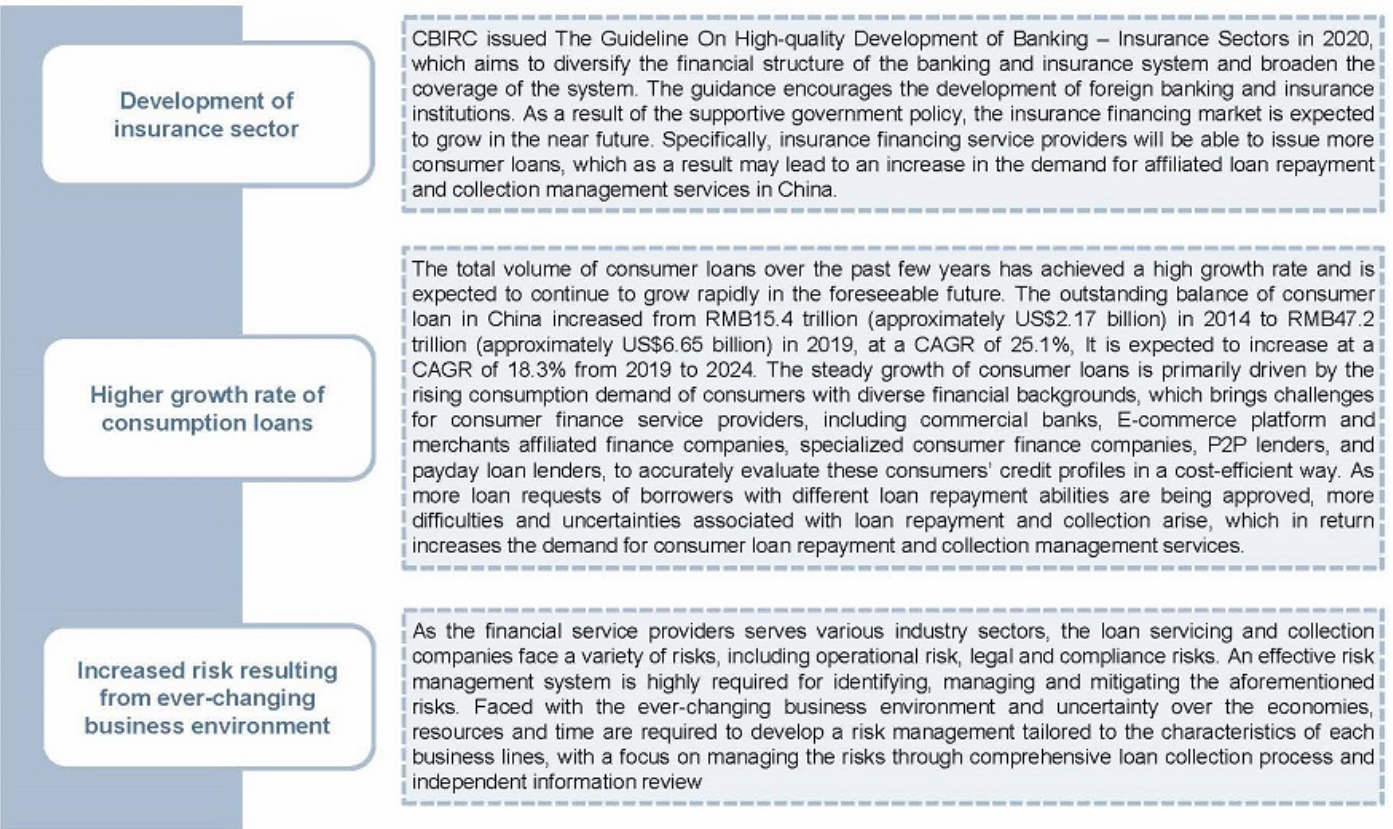 Development of
insurance sector
CBIRC issued The Guideline On High-quality Development of Banking – Insurance Sectors in 2020,
which aims to diversify the financial structure of the banking and insurance system and broaden the
coverage of the system. The guidance encourages the development of foreign banking and insurance
institutions. As a result of the supportive government policy, the insurance financing market is expected
to grow in the near future. Specifically, insurance financing service providers will be able to issue more
consumer loans, which as a result may lead to an increase in the demand for affiliated loan repayment
and collection management services in China.
Higher growth rate of
consumption loans
The total volume of consumer loans over the past few years has achieved a high growth rate and is
expected to continue to grow rapidly in the foreseeable future. The outstanding balance of consumer
loan in China increased from RMB15.4 trillion (approximately US$2.17 billion) in 2014 to RMB47.2
trillion (approximately US$6.65 billion) in 2019, at a CAGR of 25.1%, It is expected to increase at a
CAGR of 18.3% from 2019 to 2024. The steady growth of consumer loans is primarily driven by the
rising consumption demand of consumers with diverse financial backgrounds, which brings challenges
for consumer finance service providers, including commercial banks, E-commerce platform and
merchants affiliated finance companies, specialized consumer finance companies, P2P lenders, and
payday loan lenders, to accurately evaluate these consumers' credit profiles in a cost-efficient way. As
more loan requests of borrowers with different loan repayment abilities are being approved, more
difficulties and uncertainties associated with loan repayment and collection arise, which in return
increases the demand for consumer loan repayment and collection management services.
Increased risk resulting
from ever-changing
business environment
As the financial service providers serves various industry sectors, the loan servicing and collection
companies face a variety of risks, including operational risk, legal and compliance risks. An effective risk
management system is highly required for identifying, managing and mitigating the aforementioned
risks. Faced with the ever-changing business environment and uncertainty over the economies,
resources and time are required to develop a risk management tailored to the characteristics of each
business lines, with a focus on managing the risks through comprehensive loan collection process and
independent information review